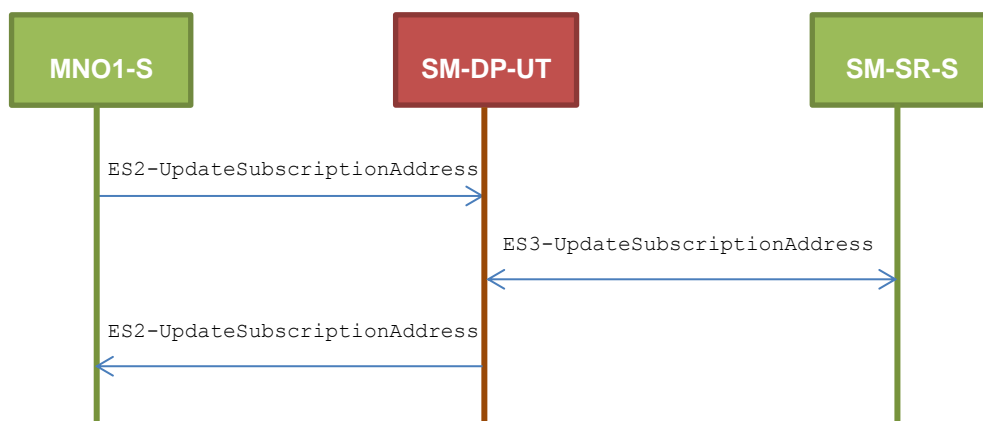 MNO1-S
SM-DP-UT
SM-SR-S
ES2-UpdateSubscriptionAddress
ES3-UpdateSubscriptionAddress
ES2-UpdateSubscriptionAddress